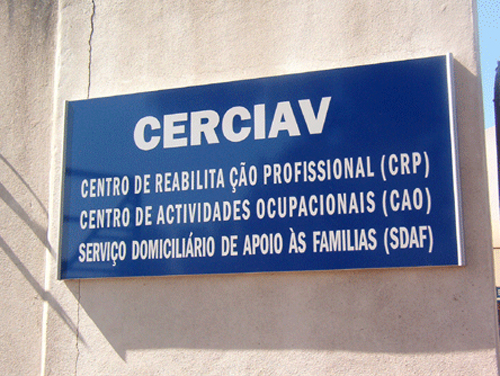 CERCIAV
CENTRO DE REABILITA ÇÃO PROFISSIONAL (CRP)
CENTRO DE ACTIVIDADES OCUPACIONAIS (CAO)
SERVIÇO DOMICILIÁRIO DE APOIO ÀS FAMILIAS (SDAF)